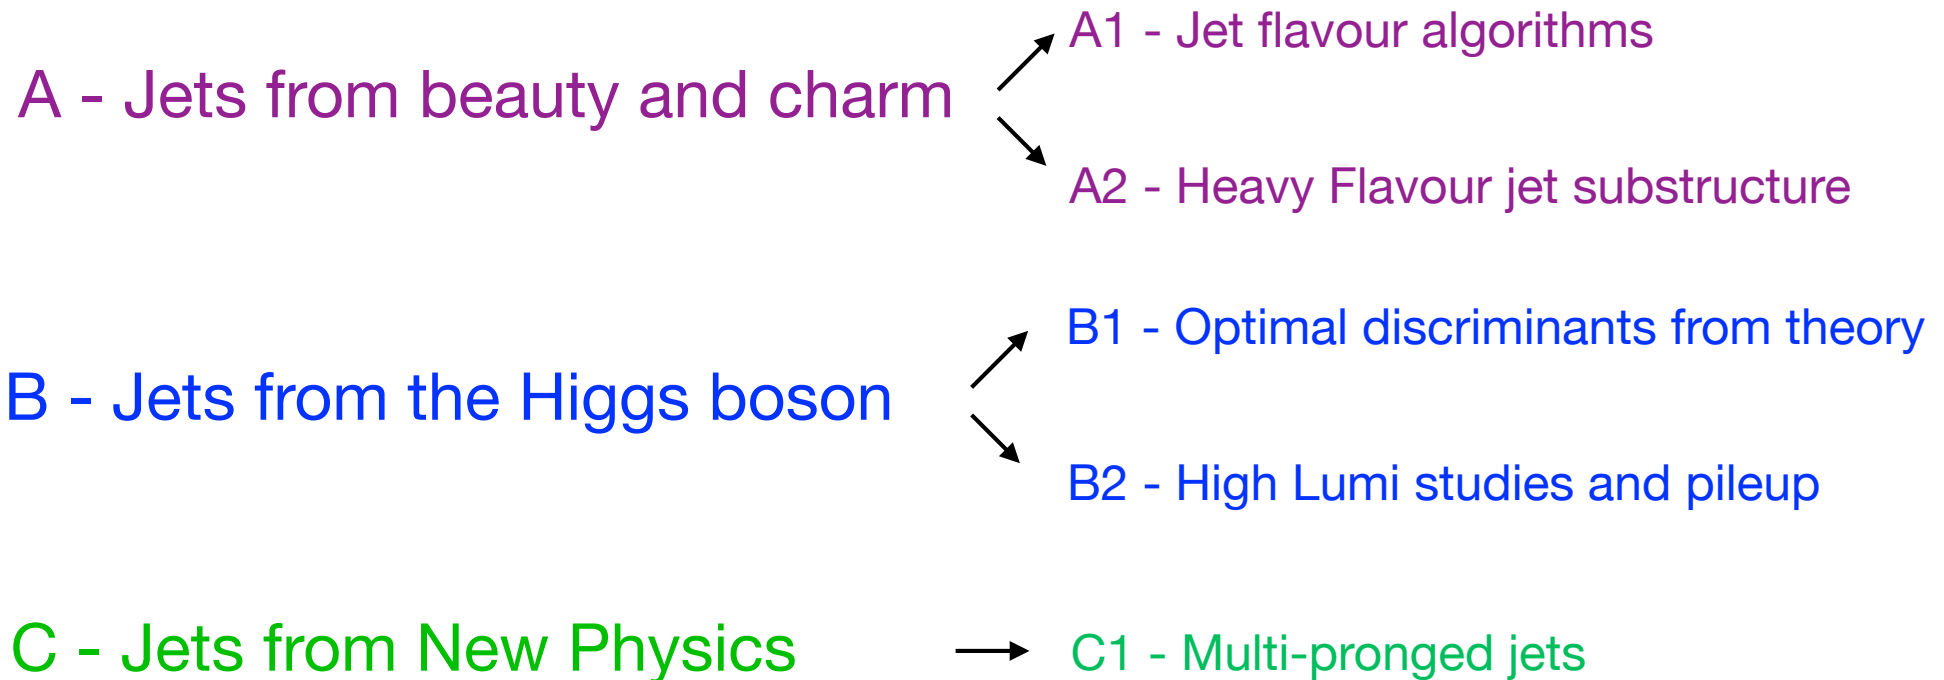 A - Jets from beauty and charm
A1 - Jet flavour algorithms
A2 - Heavy Flavour jet substructure
B - Jets from the Higgs boson
B1 - Optimal discriminants from theory
B2 - High Lumi studies and pileup
C - Jets from New Physics
C1 - Multi-pronged jets